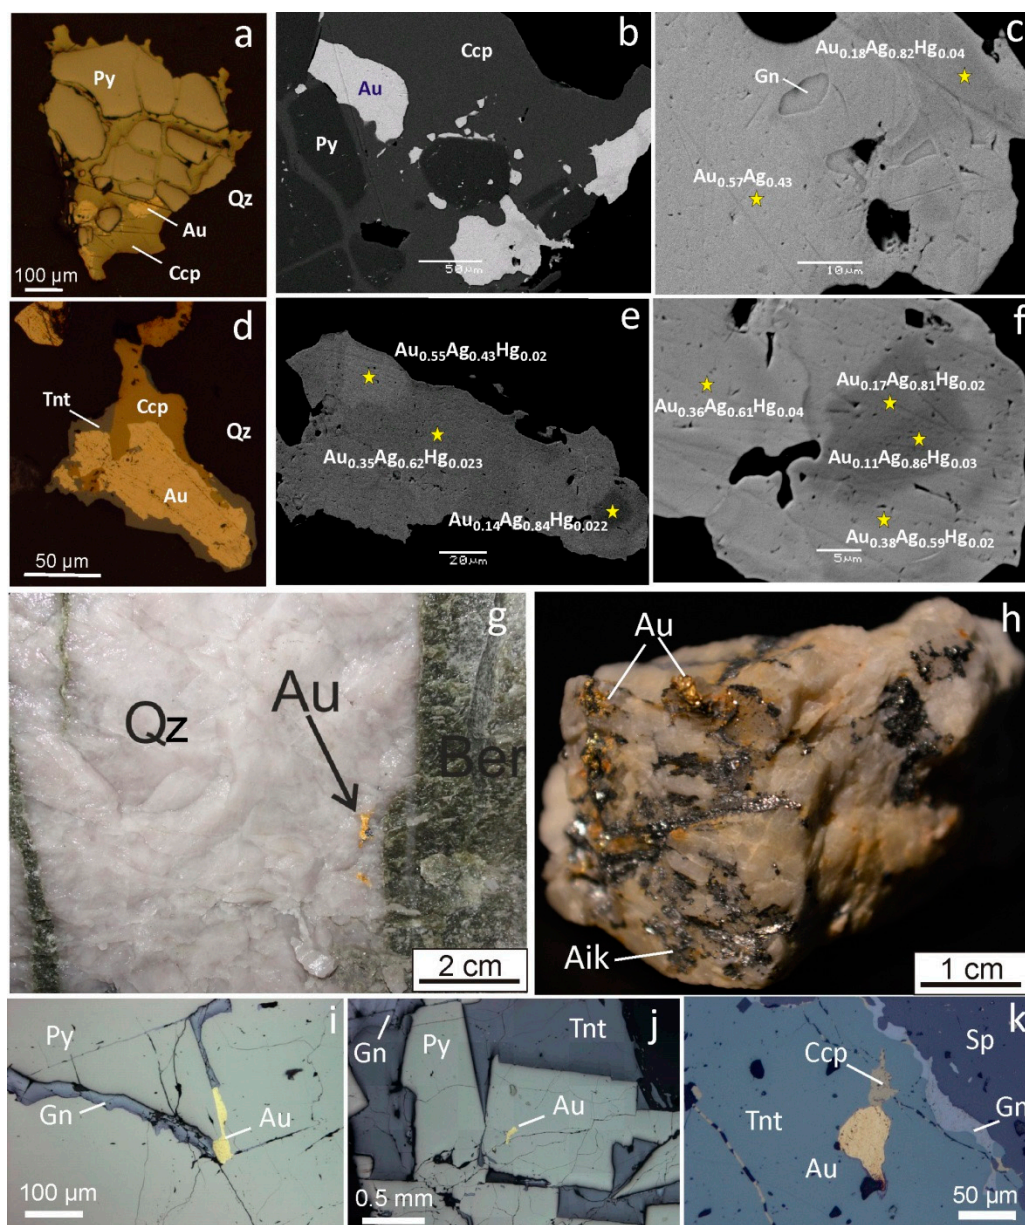 a
Py
Qz
Au
Ccp
100 µm
b
Ccp
Au
Py
50µm
c
Au0.18Ag0.82Hg0.04
Gn
Au0.57Ag0.43
10µm
d
Tnt
Ccp
Qz
Au
50 µm
e
Au0.55Ag0.43Hg0.02
Au0.35Ag0.62Hg0.023
Au0.14Ag0.84Hg0.022
20µm
f
Au0.17Ag0.81Hg0.02
Au0.36Ag0.61Hg0.04
Au0.11Ag0.86Hg0.03
Au0.38Ag0.59Hg0.02
5µm
g
Qz
Au
Ber
2 cm
h
Au
Aik
1 cm
i
Py
Gn
Au
100 µm
j
Gn
Py
Tnt
Au
0.5 mm
k
Sp
Ccp
Gn
Tnt
Au
50 µm